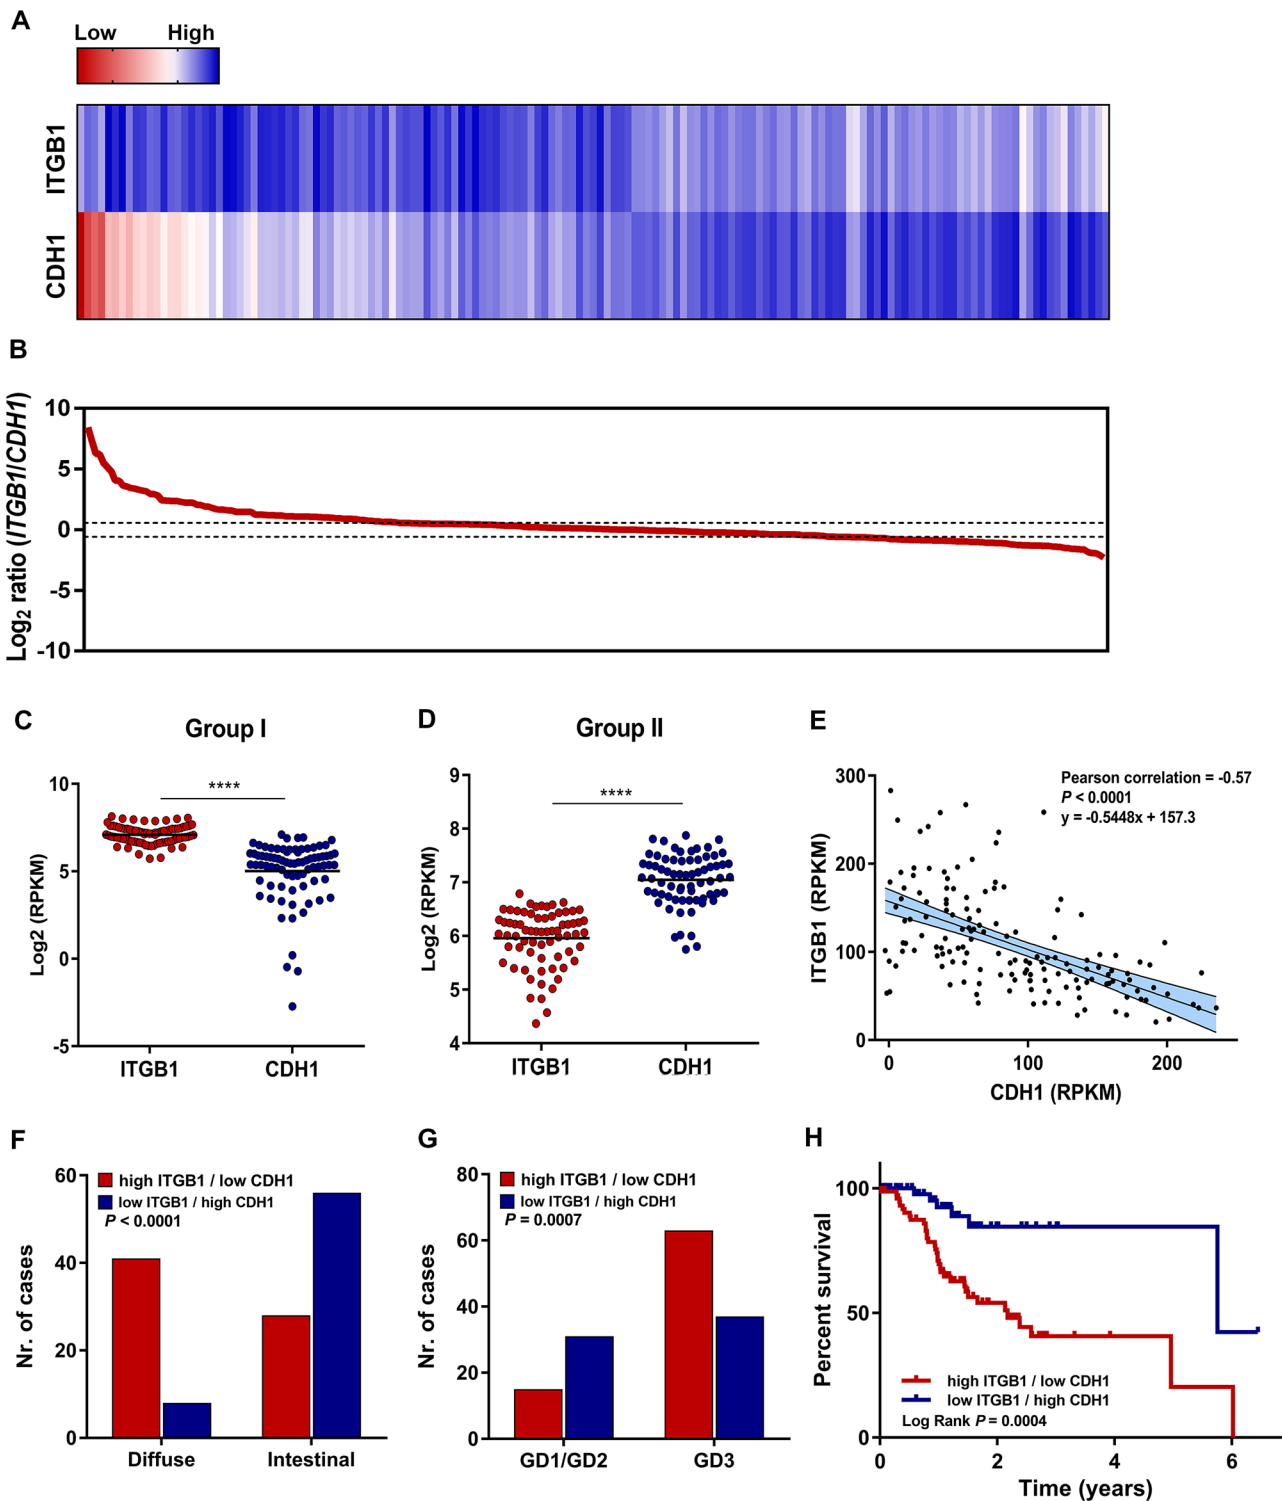 A
Low High
ITGB1
CDH1
B
Log2 ratio (ITGB1/CDH1)
10
5
0
-5
-10
C
Group I
****
Log2 (RPKM)
10
5
0
-5
ITGB1 CDH1
D
Group II
****
Log2 (RPKM)
9
8
7
6
5
4
ITGB1 CDH1
E
Pearson correlation = -0.57
P < 0.0001
y = -0.5448x + 157.3
ITGB1 (RPKM)
300
200
100
0
0 100 200
CDH1 (RPKM)
F
high ITGB1 / low CDH1
low ITGB1 / high CDH1
P < 0.0001
Nr. of cases
60
40
20
0
Diffuse Intestinal
G
high ITGB1 / low CDH1
low ITGB1 / high CDH1
P = 0.0007
Nr. of cases
80
60
40
20
0
GD1/GD2 GD3
H
Percent survival
100
50
0
high ITGB1 / low CDH1
low ITGB1 / high CDH1
Log Rank P = 0.0004
0 2 4 6
Time (years)